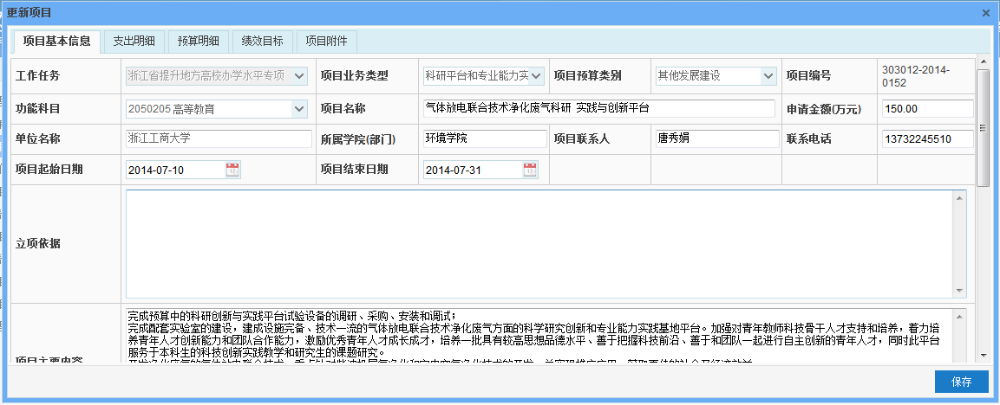 更新项目
项目基本信息 支出明细 预算明细 绩效目标 项目附件
工作任务 浙江省提升地方高校办学水平专项 项目业务类型 科研平台和专业能力实 项目预算类别 其他发展建设 项目编号 303012-2014-
0152
功能科目 2050205 高等教育 项目名称 气体放电联合技术净化废气科研 实践与创新平台 申请金额(万元) 150.00
单位名称 浙江工商大学 所属学院(部门) 环境学院 项目联系人 唐秀娟 联系电话 13732245510
项目起始日期 2014-07-10 项目结束日期 2014-07-31
立项依据
完成预算中的科研创新与实践平台试验设备的调研、采购、安装和调试；
完成配套实验室的建设，建成设施完备、技术一流的气体放电联合技术净化废气方面的科学研究创新和专业能力实践基地平台。加强对青年教师科技骨干人才支持和培养，着力培
养青年人才创新能力和团队合作能力，激励优秀青年人才成长成才，培养一批具有较高思想品德水平、善于把握科技前沿、善于和团队一起进行自主创新的青年人才，同时此平台
服务于本科生的科技创新实践教学和研究生的课题研究。
项目主要内容
保存